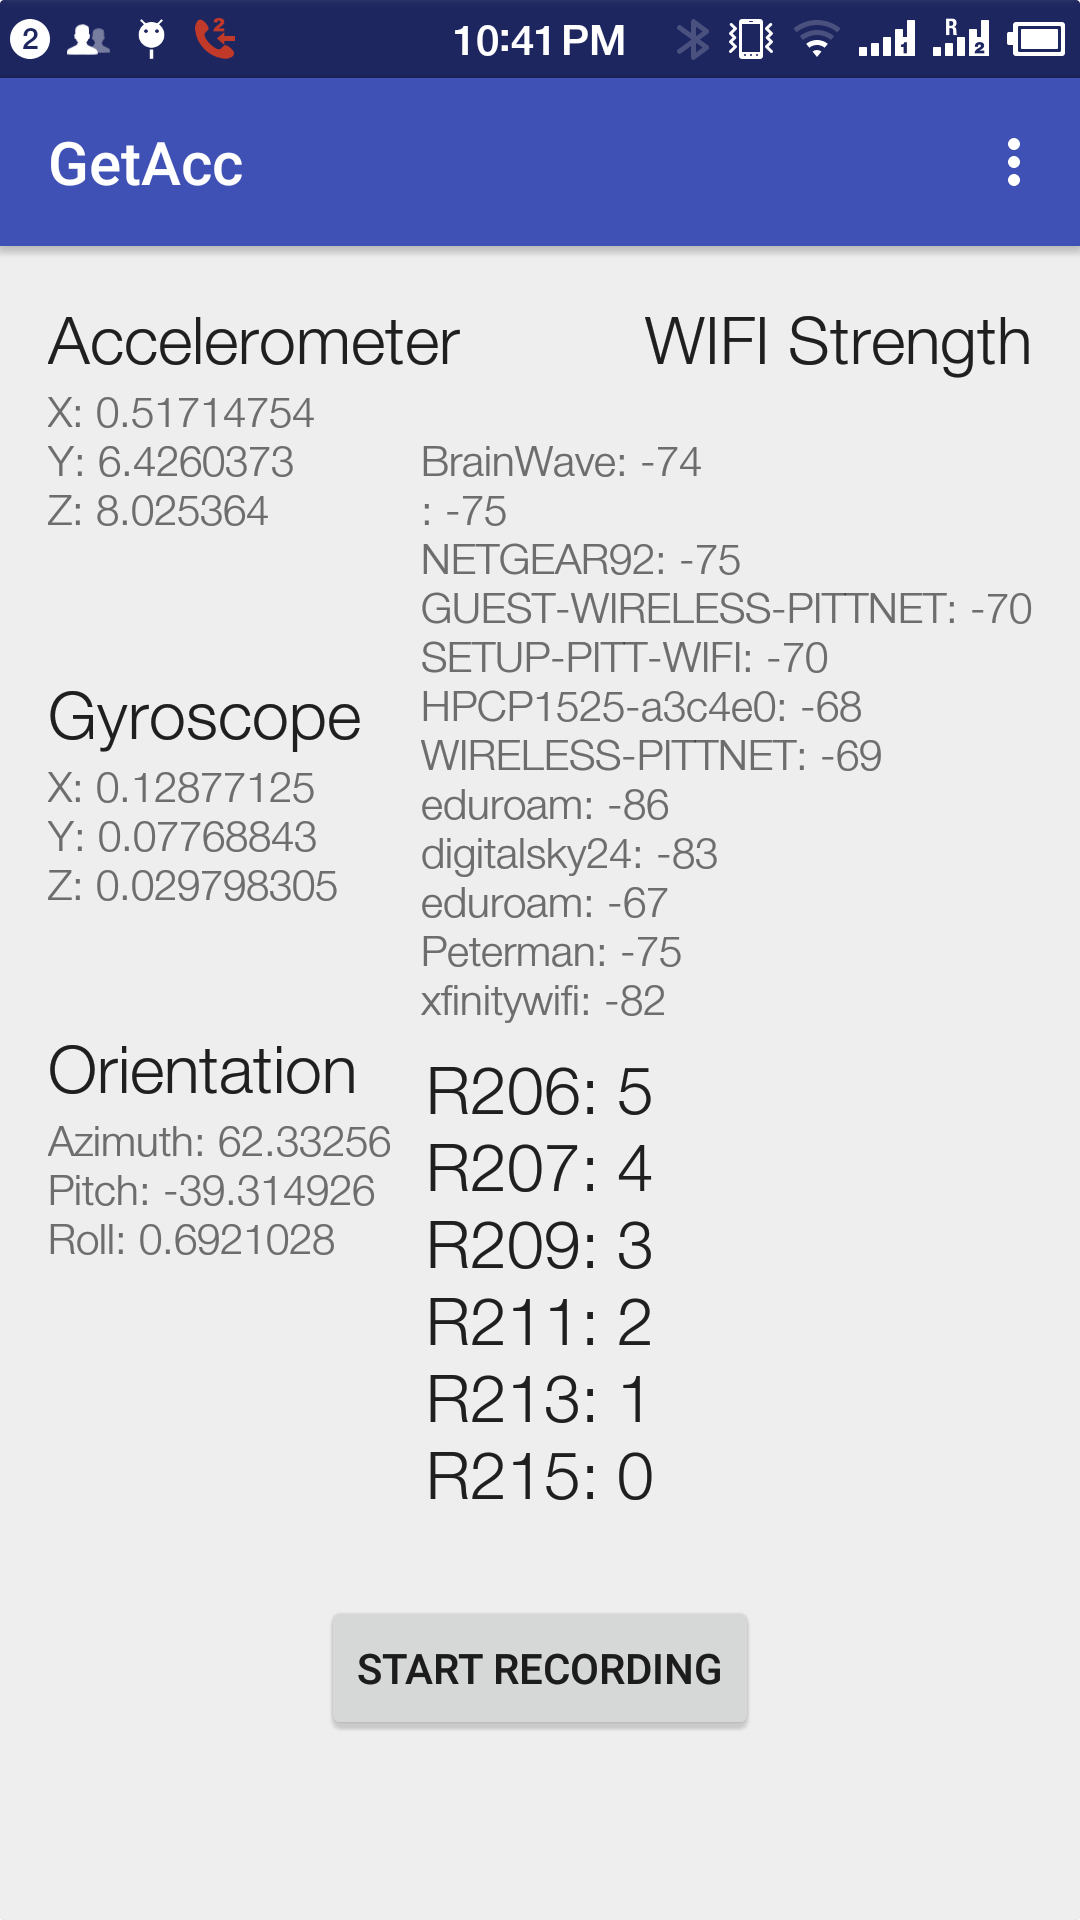 2 2 10:41 PM 1 R 2
GetAcc
Accelerometer
X: 0.51714754
Y: 6.4260373
Z: 8.025364
Gyroscope
X: 0.12877125
Y: 0.07768843
Z: 0.029798305
Orientation
Azimuth: 62.33256
Pitch: -39.314926
Roll: 0.6921028
WIFI Strength
BrainWave: -74
: -75
NETGEAR92: -75
GUEST-WIRELESS-PITTNET: -70
SETUP-PITT-WIFI: -70
HPCP1525-a3c4e0: -68
WIRELESS-PITTNET: -69
eduroam: -86
digitalsky24: -83
eduroam: -67
Peterman: -75
xfinitywifi: -82
R206: 5
R207: 4
R209: 3
R211: 2
R213: 1
R215: 0
START RECORDING